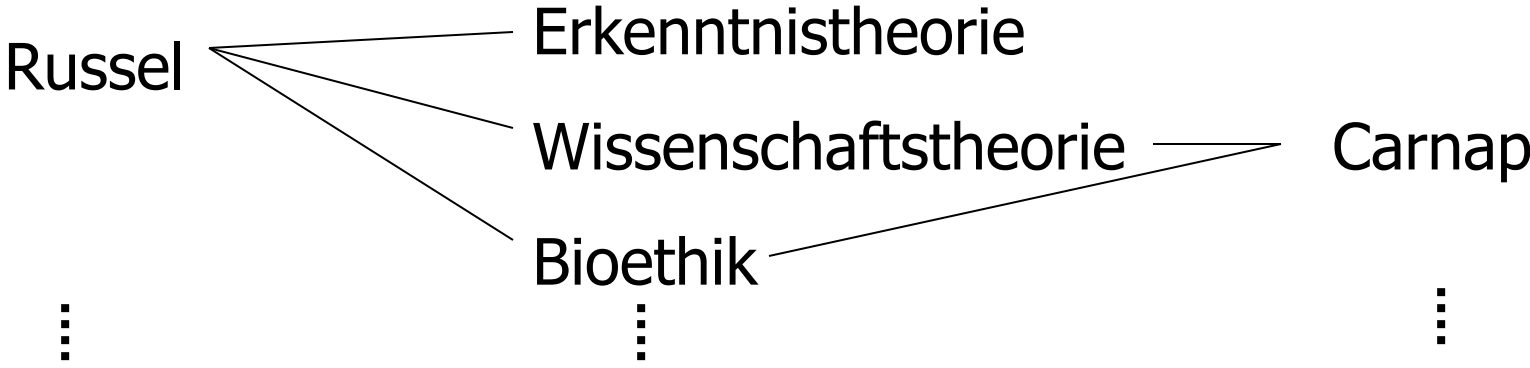 Russel
Erkenntnistheorie
Wissenschaftstheorie
Carnap
Bioethik